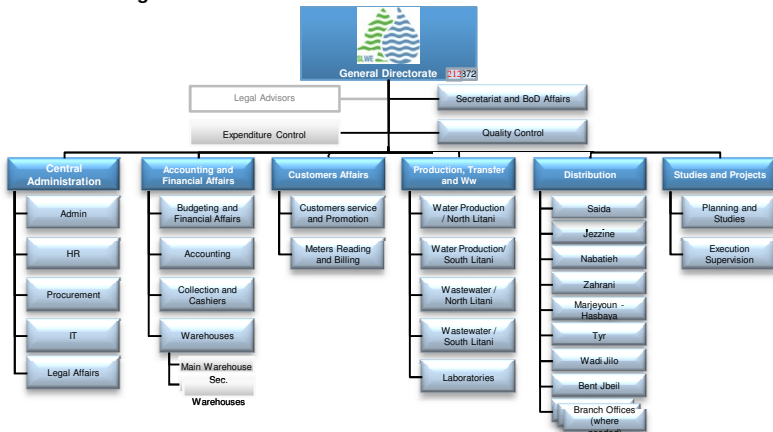 SLWE
General Directorate
212372
Legal Advisors
Secretariat and BoD Affairs
Expenditure Control
Quality Control
Central
Administration
Accounting and
Financial Affairs
Customers Affairs
Production, Transfer
and Ww
Distribution
Studies and Projects
Admin
HR
Procurement
IT
Legal Affairs
Budgeting and
Financial Affairs
Accounting
Collection and
Cashiers
Warehouses
Main Warehouse
Sec.
Warehouses
Customers service
and Promotion
Meters Reading
and Billing
Water Production
/ North Litani
Water Production/
South Litani
Wastewater /
North Litani
Wastewater /
South Litani
Laboratories
Saida
Jezzine
Nabatieh
Zahrani
Marjeyoun -
Hasbaya
Tyr
Wadi Jilo
Bent Jbeil
Branch Offices
(where
needed)
Planning and
Studies
Execution
Supervision